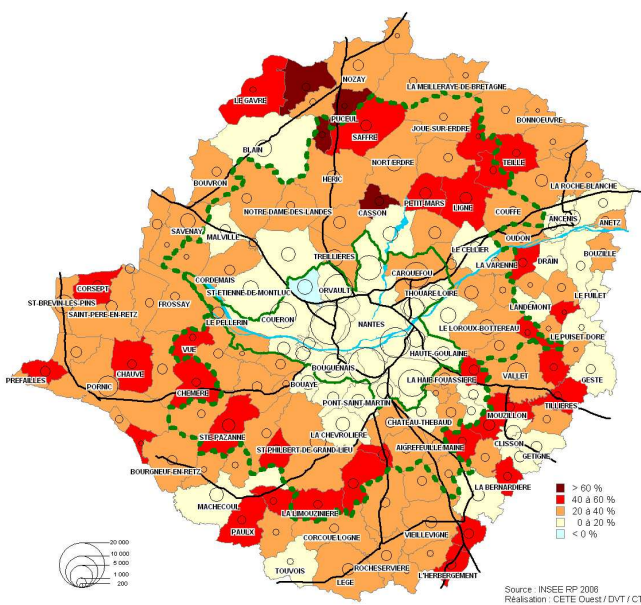 NOZAY
LA MEILLERAYE-DE-BRETAGNE
LE GAVRE
PUCEUL
BONNOEUVRE
SAFFRE
JOUE-SUR-ERDRE
BLAIN
TEILLE
NORT-ERDRE
HERIC
BOUVRON
LA ROCHE-BLANCHE
PETIT-MARS
LIGNE
CASSON
NOTRE-DAME-DES-LANDES
COUFFE
ANCENIS
ANETZ
SAVENAY
MALVILLE
OUDON
LE CELLIER
BOUZILE
TREILLIERES
LA VARENNE
DRAIN
CARQUEFOU
CORDEMAIS
CORSEPT
ST-ETIENNE-DE-MONTLUC
ORVAULT
THOUARE-LOIRE
LE FUILET
ST-BREVIN-LES-PINS
FROSSAY
LANDEMONT
SAINT-PERE-EN-RETZ
LE PELLERIN
COUERON
NANTES
LE LOROUX-BOTTEREAU
LE PUISET-DORE
VUE
HAUTE-GOULAINE
BOUGUENAIS
CHAUVE
PREFAILLES
VALLET
GESTE
LA HAIE-FOUASSIERE
PORNIC
BOUAYE
CHEMERE
PONT-SAINT-MARTIN
TILLIERES
MOUZILLON
CHATEAU-THEBAUD
LA CHEVROLIERE
STE-PAZANNE
CLISSON
AIGREFEUILLE-MAINE
ST-PHILBERT-DE-GRAND-LIEU
GETIGNE
BOURGNEUF-EN-RETZ
LA BERNARDIERE
MACHECOUL
LA LIMOUZINIERE
PAULX
VIEILLEVIGNE
CORCOUE-LOGNE
ROCHESERVIERE
TOUVOIS
L'HERBERGEMENT
LEGE
> 60 %
40 à 60 %
20 à 40 %
0 à 20 %
< 0 %
20 000
10 000
5 000
1 000
200
Source : INSEE RP 2006
Réalisation : CETE Ouest / DVT / CT